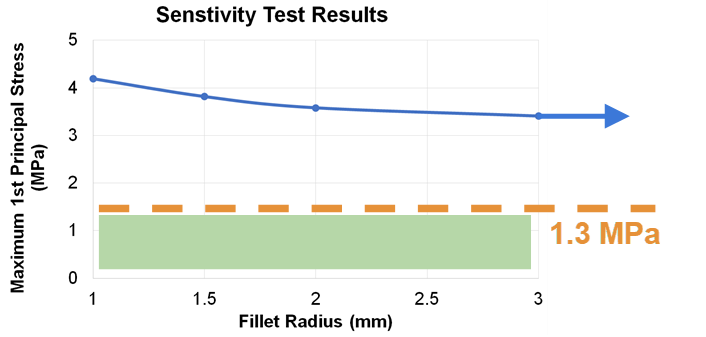 Senstivity Test Results
Maximum 1st Principal Stress
(MPa)
5
4
3
2
1
0
1.3 MPa
1
1.5
2
2.5
3
Fillet Radius (mm)